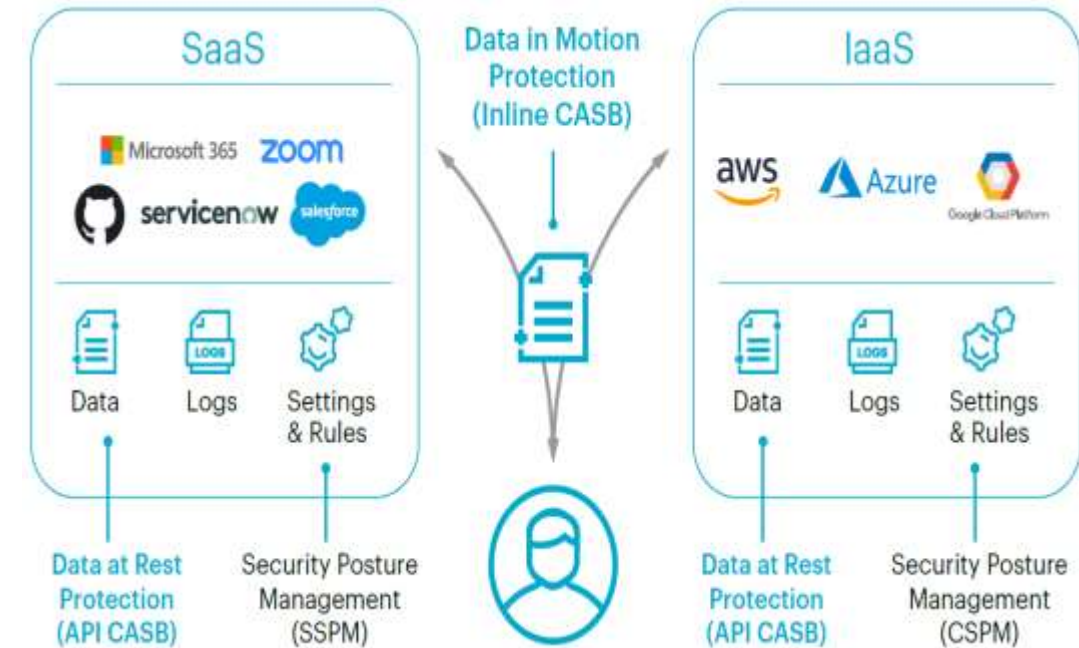 SaaS
Microsoft 365 zoom
servicenow salesforce
Data Logs Settings
& Rules
LOGS
Data at Rest
Protection
(API CASB)
Security Posture
Management
(SSPM)
Data in Motion
Protection
(Inline CASB)
IaaS
aws Azure Google Cloud Platform
LOGS
Data Logs Settings
& Rules
Data at Rest
Protection
(API CASB)
Security Posture
Management
(CSPM)